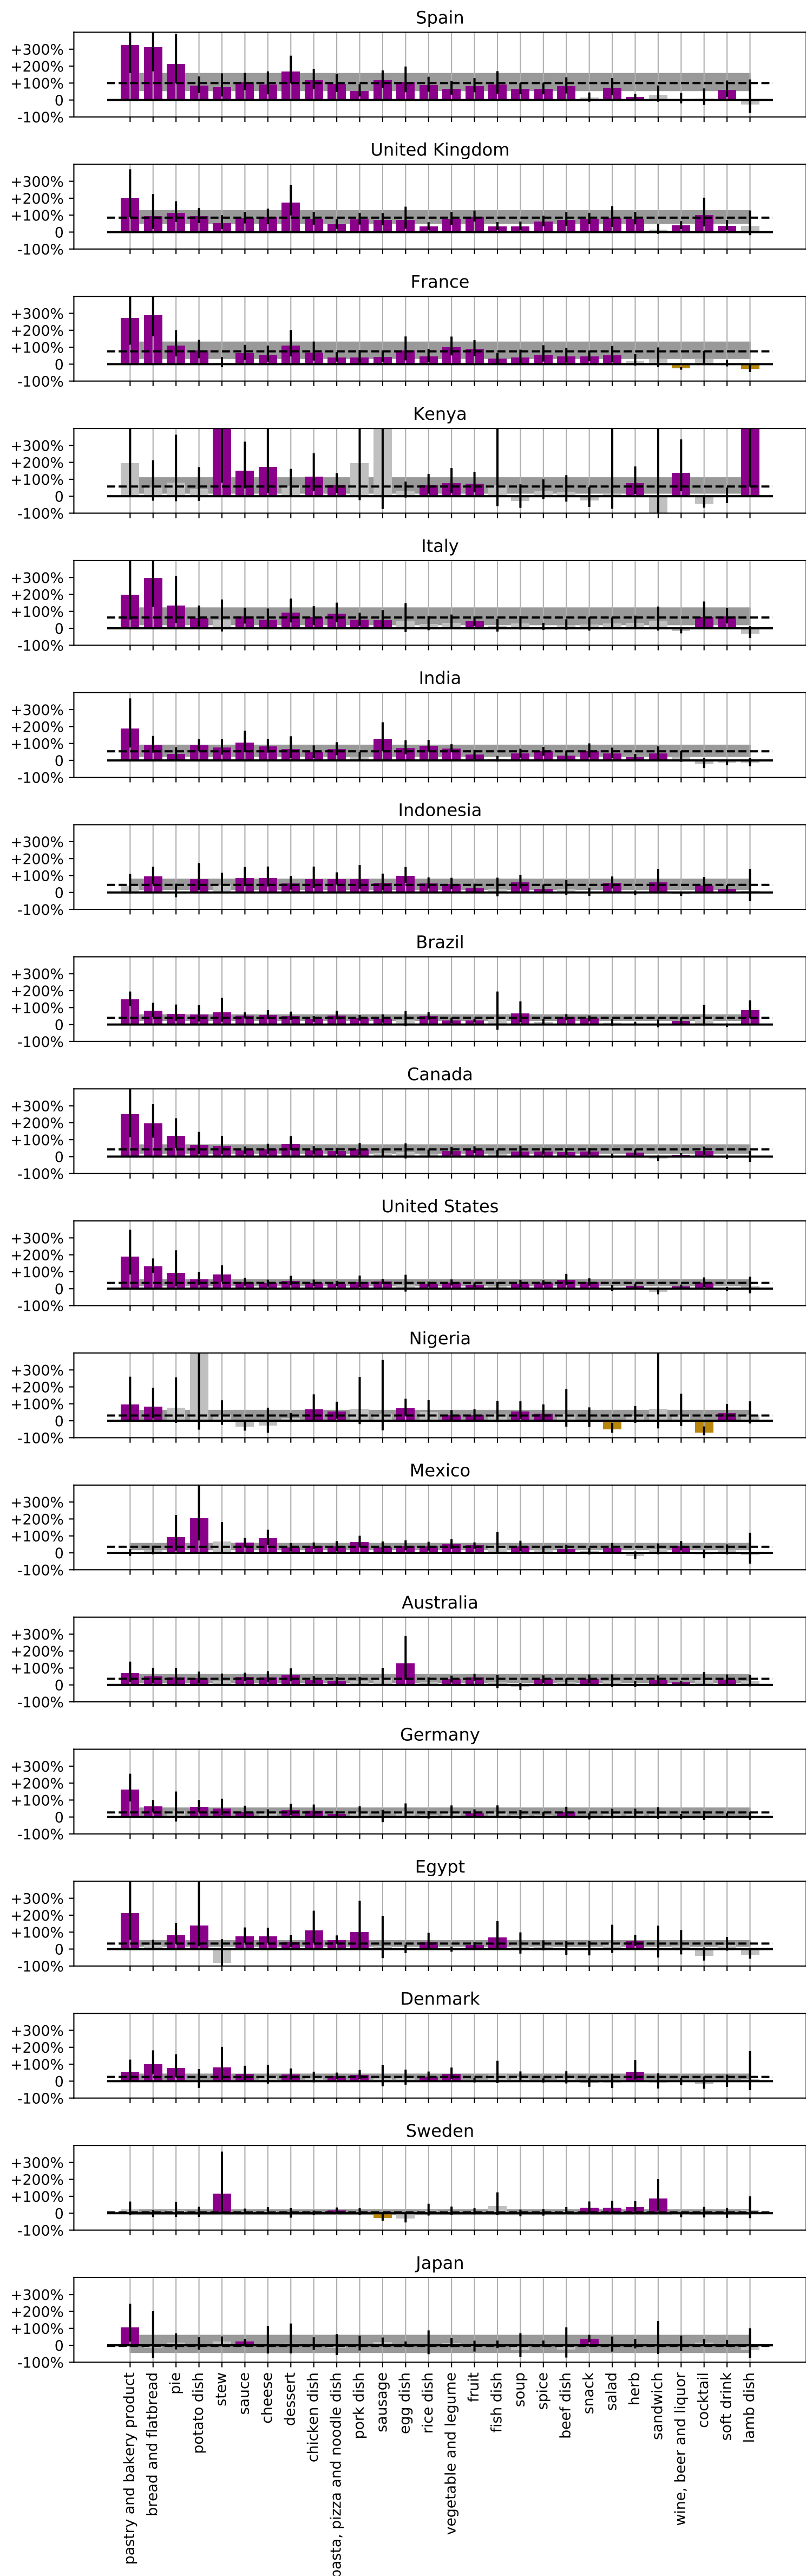 Spain
+300%
+200%
+100%
0
-100%
United Kingdom
+300%
+200%
+100%
0
-100%
France
+300%
+200%
+100%
0
-100%
Kenya
+300%
+200%
+100%
0
-100%
Italy
+300%
+200%
+100%
0
-100%
India
+300%
+200%
+100%
0
-100%
Indonesia
+300%
+200%
+100%
0
-100%
Brazil
+300%
+200%
+100%
0
-100%
Canada
+300%
+200%
+100%
0
-100%
United States
+300%
+200%
+100%
0
-100%
Nigeria
+300%
+200%
+100%
0
-100%
Mexico
+300%
+200%
+100%
0
-100%
Australia
+300%
+200%
+100%
0
-100%
Germany
+300%
+200%
+100%
0
-100%
Egypt
+300%
+200%
+100%
0
-100%
Denmark
+300%
+200%
+100%
0
-100%
Sweden
+300%
+200%
+100%
0
-100%
Japan
+300%
+200%
+100%
0
-100%
pastry and bakery product
bread and flatbread
pie
potato dish
stew
sauce
cheese
dessert
chicken dish
pasta, pizza and noodle dish
pork dish
sausage
egg dish
rice dish
vegetable and legume
fruit
fish dish
soup
spice
beef dish
snack
salad
herb
sandwich
wine, beer and liquor
cocktail
soft drink
lamb dish